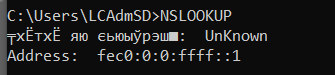 C:\Users\LCAdmSD>NSLOOKUP
╤хЁтхЁ яю єьюыўрэш■:  UnKnown
Address:  fec0:0:0:ffff::1